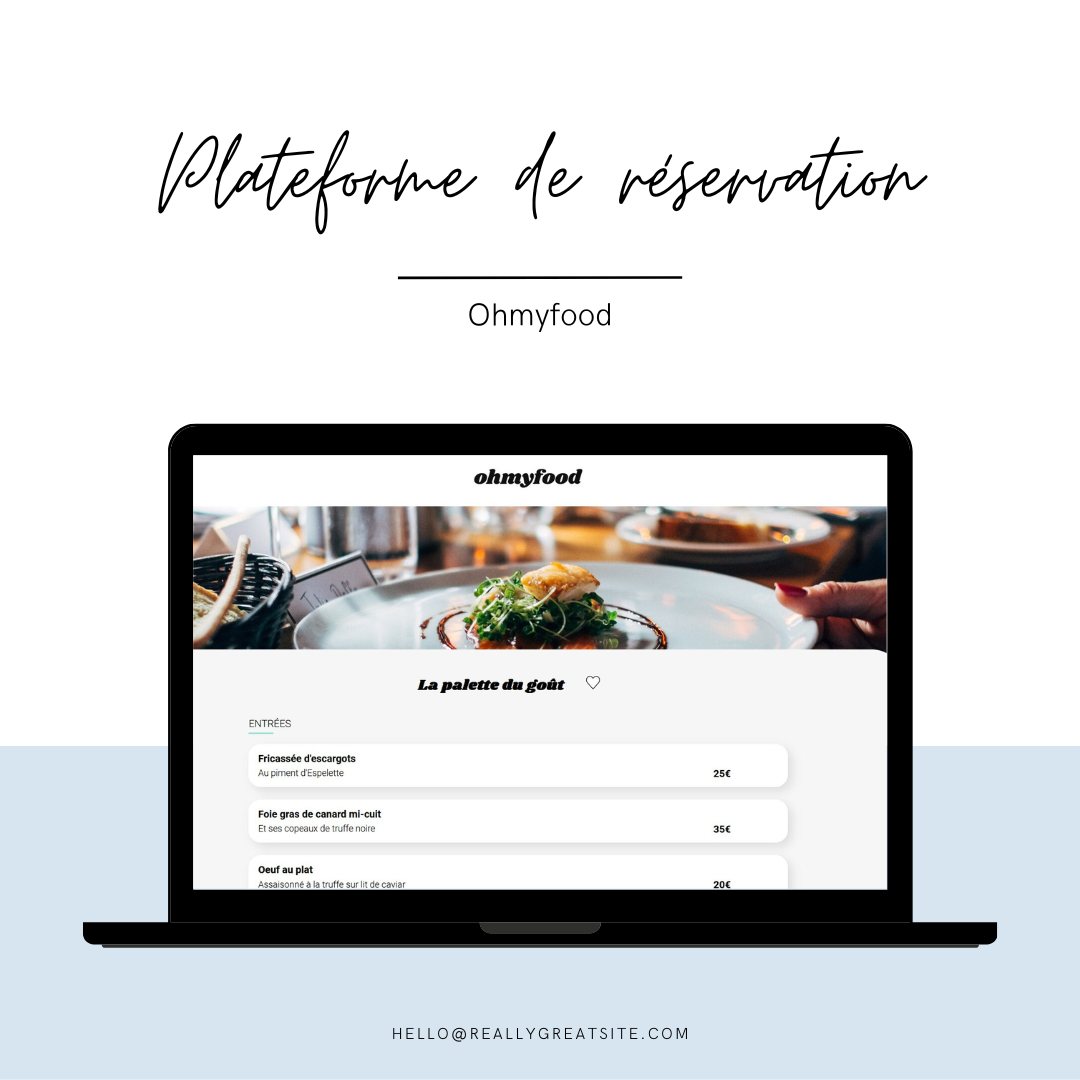 Plateforme de réservation
Ohmyfood
ohmyfood
La palette du goût
ENTRÉES
Fricassée d'escargots
Au piment d'Espelette
25€
Foie gras de canard mi-cuit
Et ses copeaux de truffe noire
35€
Oeuf au plat
Assaisonné à la truffe sur lit de caviar
20€
HELLO@REALLYGREATSITE.COM